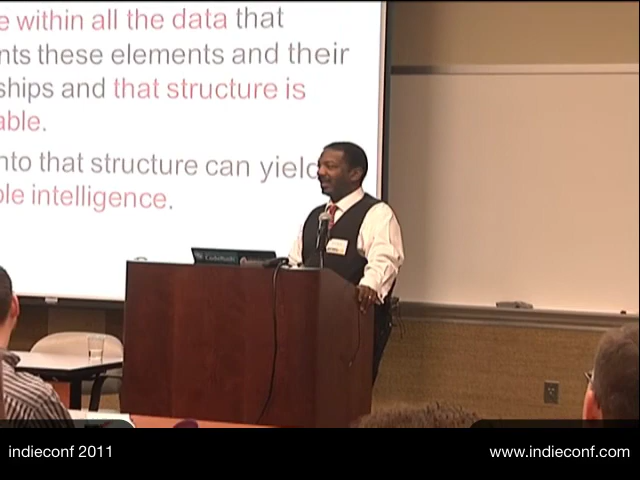 e within all the data that
nts these elements and their
ships and that structure is
able.
nto that structure can yield
ble intelligence.
indieconf 2011
www.indieconf.com